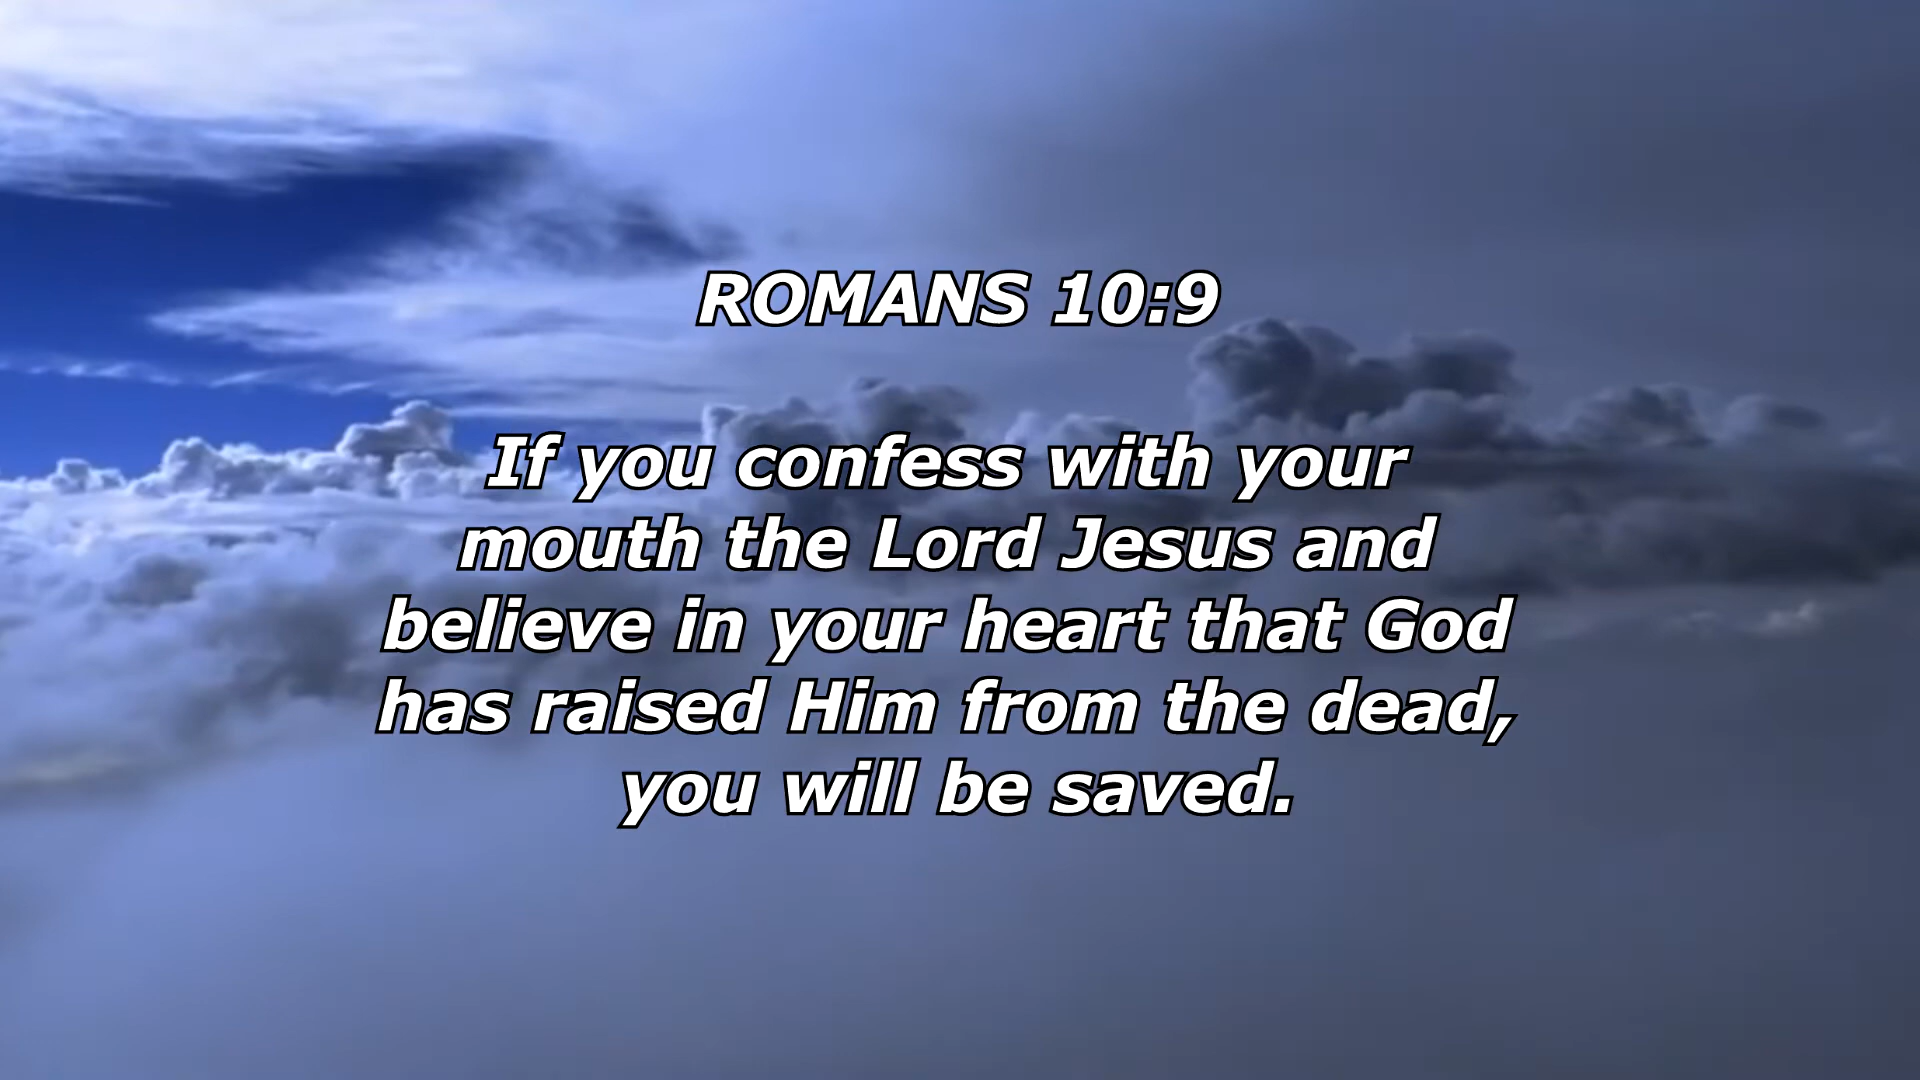 ROMANS 10:9
If you confess with your
mouth the Lord Jesus and
believe in your heart that God
has raised Him from the dead,
you will be saved.